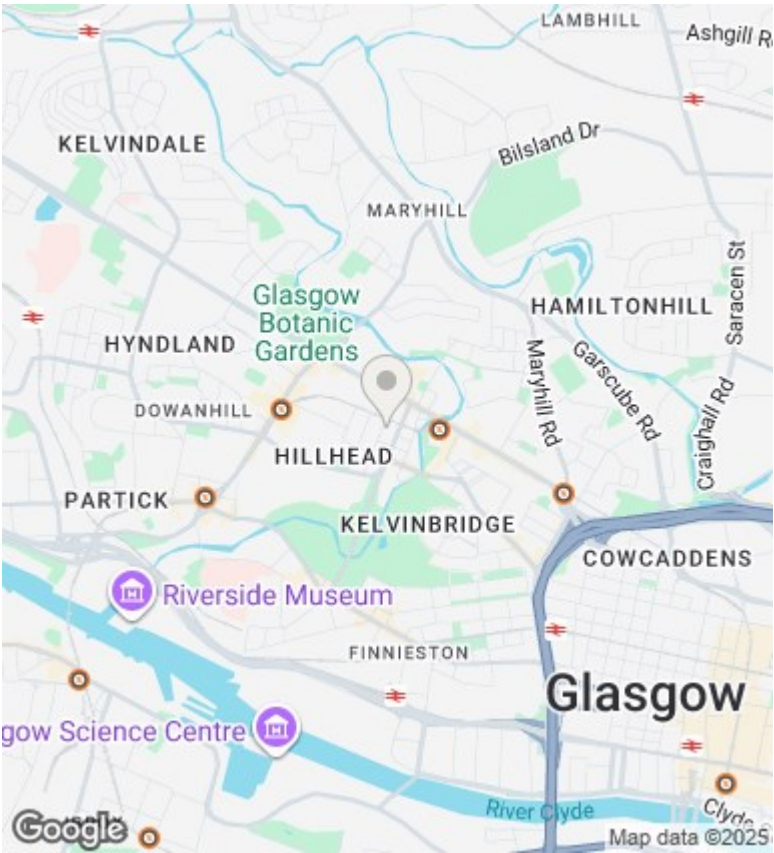 LAMBHILL
Ashgill R
KELVINDALE
Bilsland Dr
MARYHILL
Saracen St
Glasgow
Botanic
Gardens
HAMILTONHILL
HYNDLAND
Maryhill Rd
Garscube Rd
DOWANHILL
Craighall Rd
HILLHEAD
PARTICK
KELVINBRIDGE
COWCADDENS
Riverside Museum
FINNIESTON
Glasgow
gow Science Centre
River Clyde
Clyde
Google
Map data ©2025